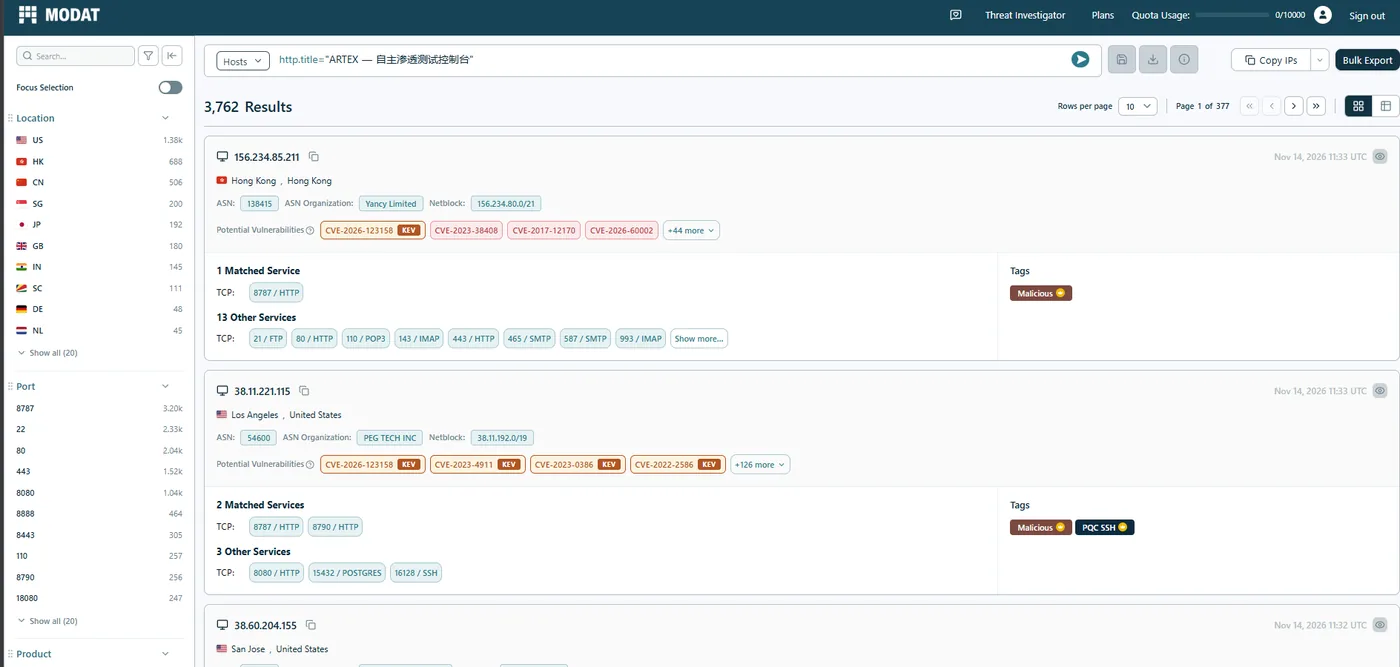 MODAT
Threat Investigator Plans Quota Usage: 0/10000 Sign out
Search...
Hosts http.title="ARTEX — 自主渗透测试控制台"
Copy IPs Bulk Export
Focus Selection
3,762 Results
Rows per page 10 Page 1 of 377
Location
US 1.38k
HK 688
CN 506
SG 200
JP 192
GB 180
IN 145
SC 111
DE 48
NL 45
Show all (20)
Port
8787 3.20k
22 2.33k
80 2.04k
443 1.52k
8080 1.04k
8888 464
8443 305
110 257
8790 256
18080 247
Show all (20)
Product
156.234.85.211 Nov 14, 2026 11:33 UTC
Hong Kong , Hong Kong
ASN: 138415 ASN Organization: Yancy Limited Netblock: 156.234.80.0/21
Potential Vulnerabilities CVE-2026-123158 KEV CVE-2023-38408 CVE-2017-12170 CVE-2026-60002 +44 more
1 Matched Service
TCP: 8787 / HTTP
13 Other Services
TCP: 21 / FTP 80 / HTTP 110 / POP3 143 / IMAP 443 / HTTP 465 / SMTP 587 / SMTP 993 / IMAP Show more...
Tags
Malicious
38.11.221.115 Nov 14, 2026 11:33 UTC
Los Angeles , United States
ASN: 54600 ASN Organization: PEG TECH INC Netblock: 38.11.192.0/19
Potential Vulnerabilities CVE-2026-123158 KEV CVE-2023-4911 KEV CVE-2023-0386 KEV CVE-2022-2586 KEV +126 more
2 Matched Services
TCP: 8787 / HTTP 8790 / HTTP
3 Other Services
TCP: 8080 / HTTP 15432 / POSTGRES 16128 / SSH
Tags
Malicious PQC SSH
38.60.204.155 Nov 14, 2026 11:32 UTC
San Jose , United States